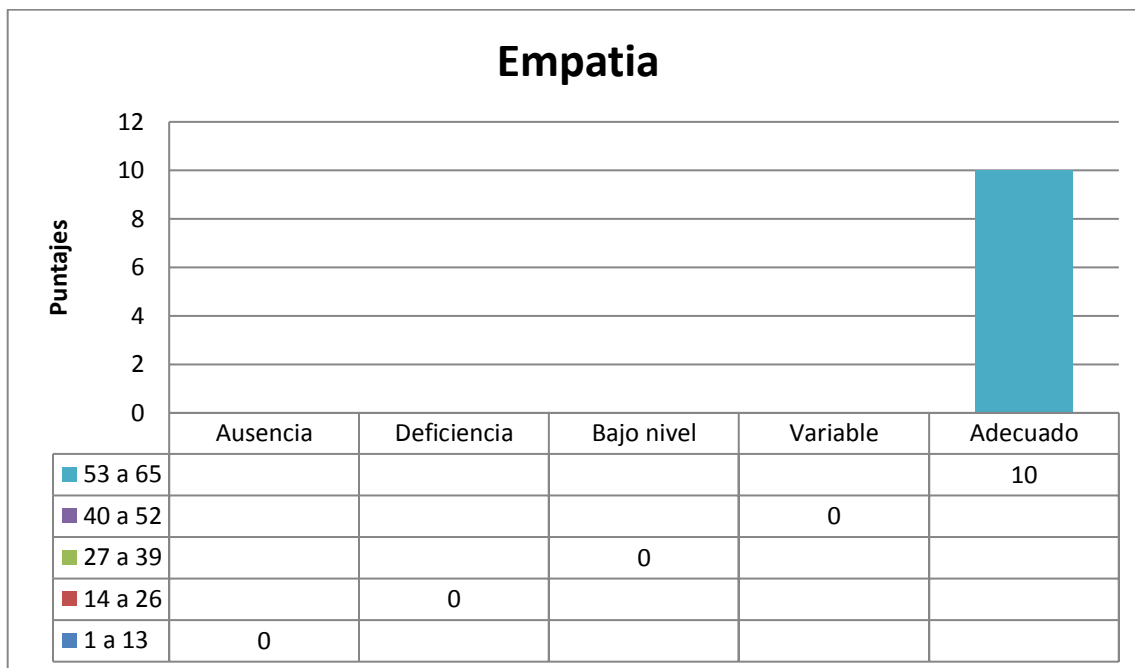 Empatia
Puntajes
12
10
8
6
4
2
0
Ausencia Deficiencia Bajo nivel Variable Adecuado
53 a 65 10
40 a 52 0
27 a 39 0
14 a 26 0
1 a 13 0